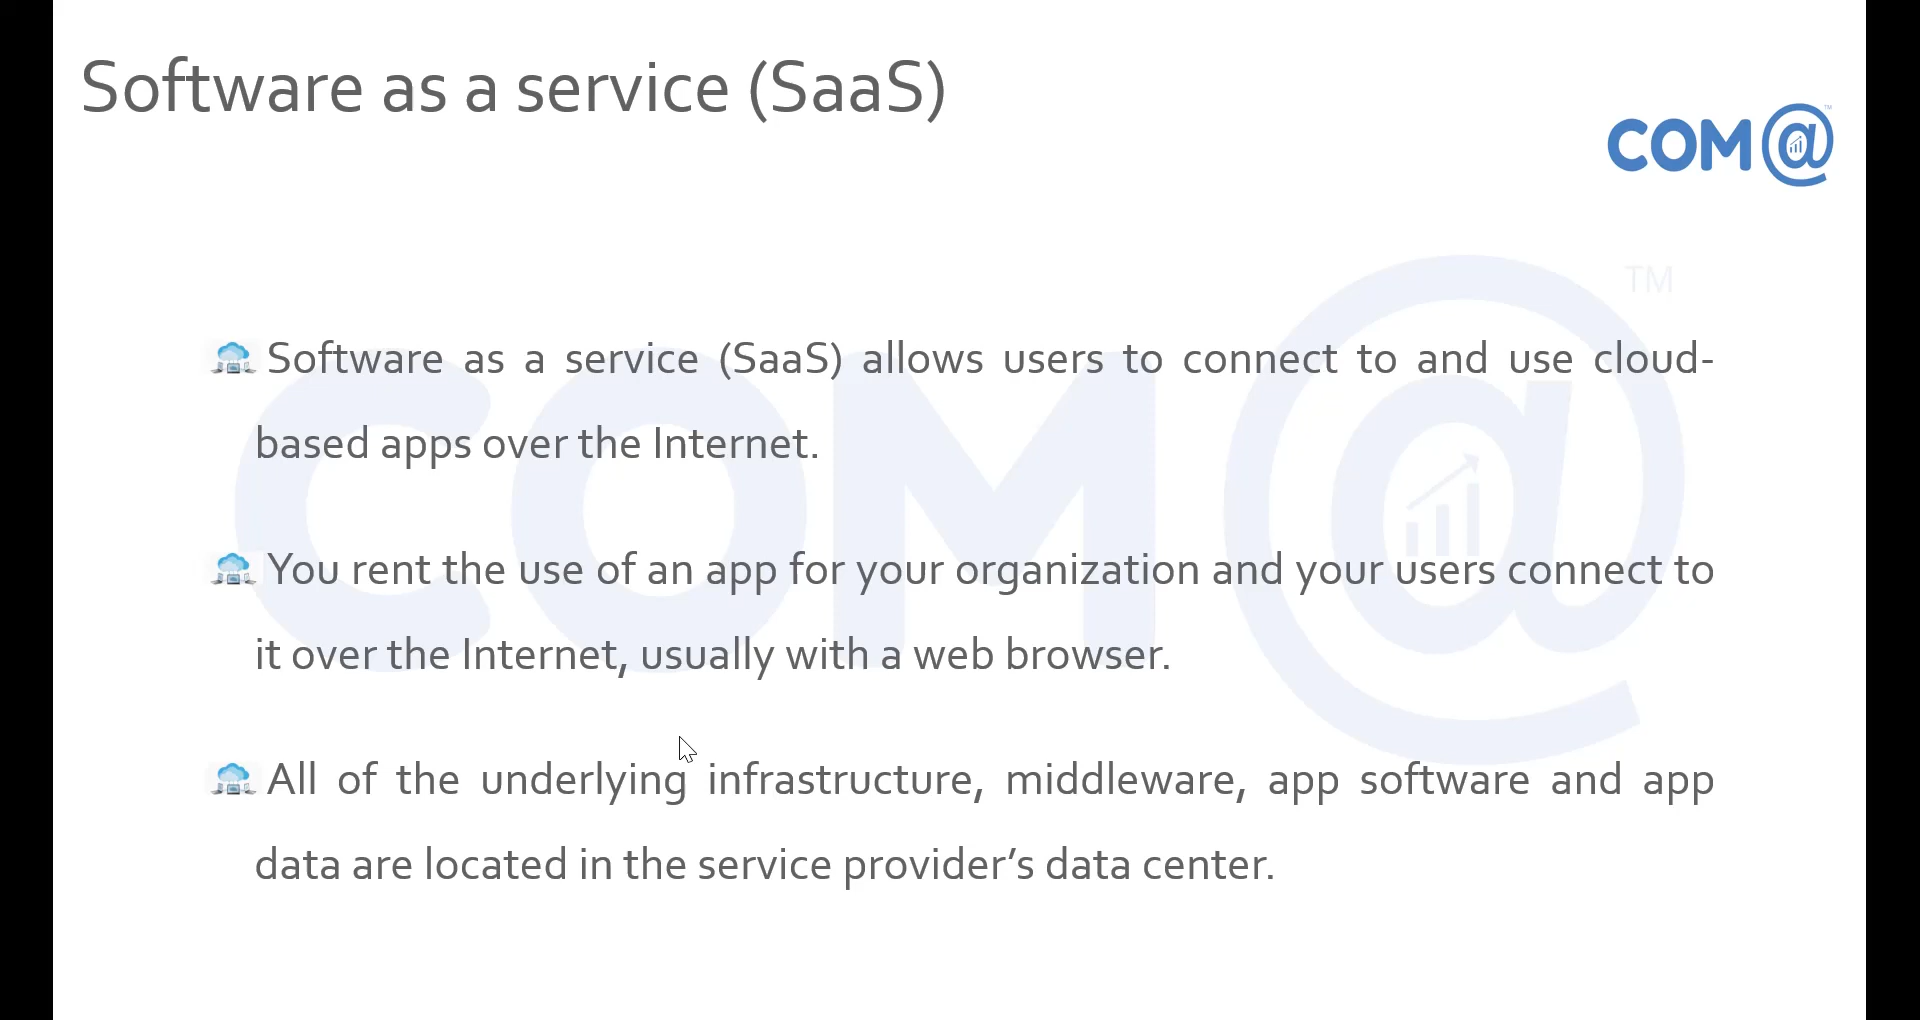 Software as a service (SaaS)
COM@
TM
TM
COM@
Software as a service (SaaS) allows users to connect to and use cloud-
based apps over the Internet.
You rent the use of an app for your organization and your users connect to
it over the Internet, usually with a web browser.
All of the underlying infrastructure, middleware, app software and app
data are located in the service provider’s data center.